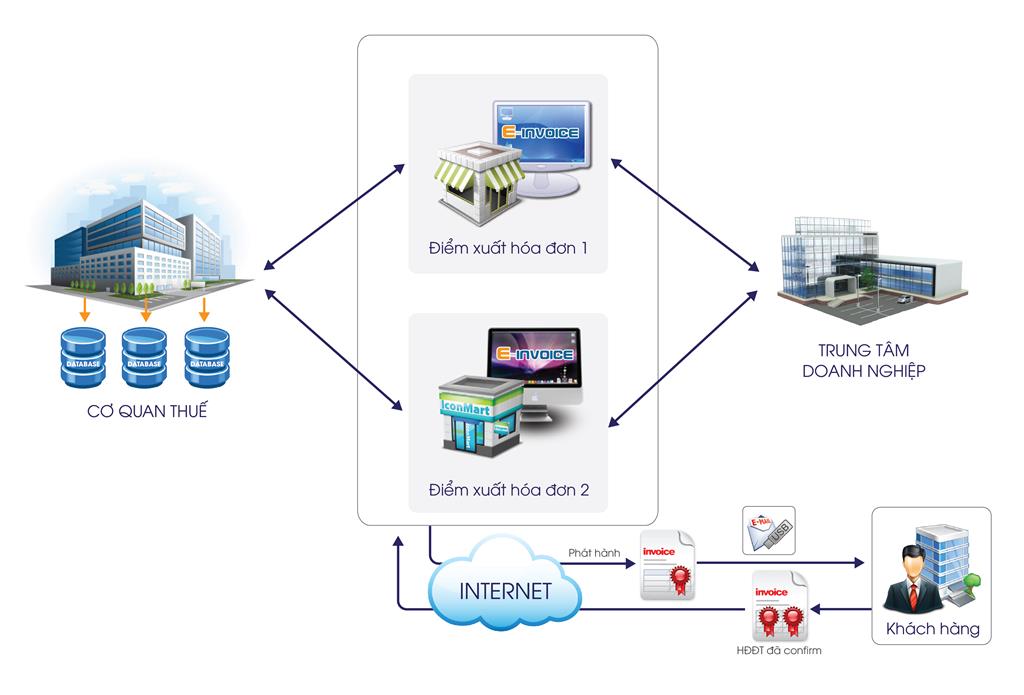 E-INVOICE
Điểm xuất hóa đơn 1
DATABASE
DATABASE
DATABASE
CƠ QUAN THUẾ
TRUNG TÂM
DOANH NGHIỆP
E-INVOICE
IconMart
IconMart
Điểm xuất hóa đơn 2
INTERNET
Phát hành
invoice
E-MAIL
USB
invoice
HĐĐT đã confirm
Khách hàng